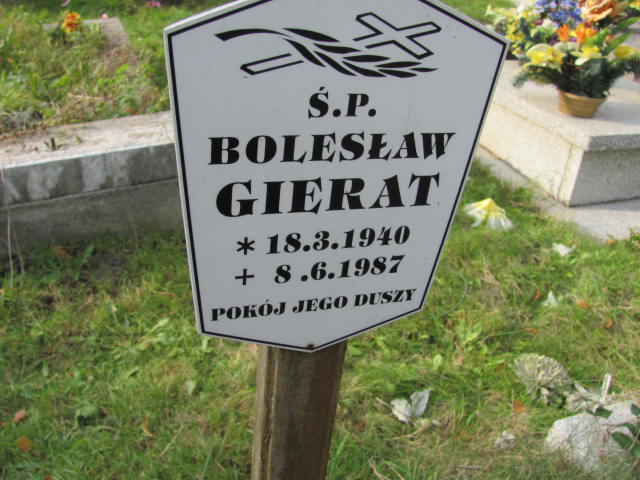 Ś.P.
BOLESŁAW
GIERAT
* 18.3.1940
+ 8.6.1987
POKÓJ JEGO DUSZY